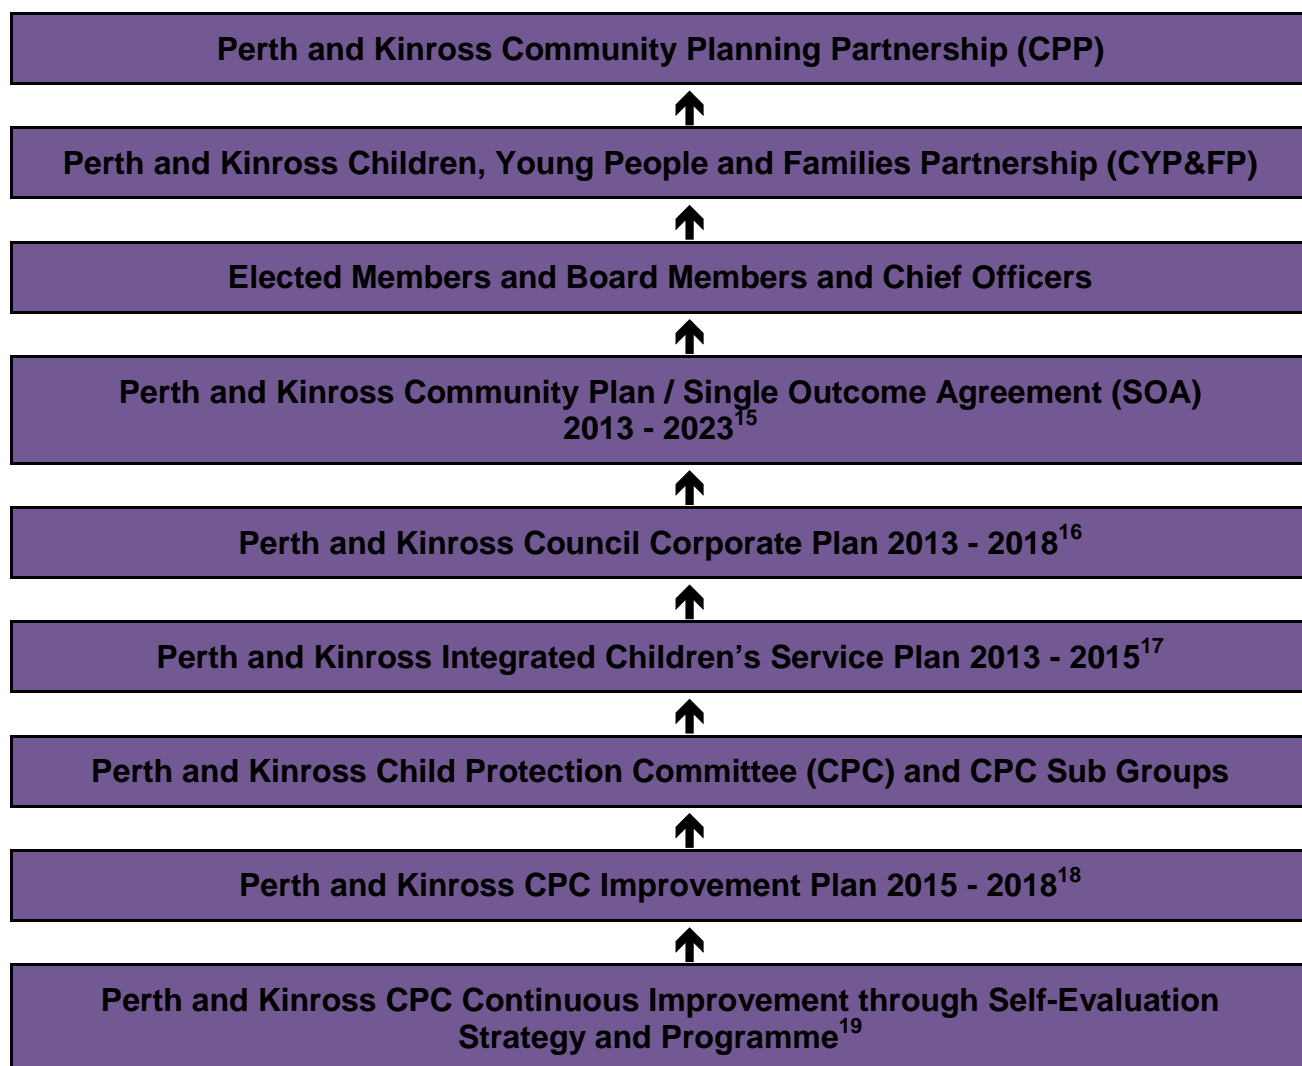 Perth and Kinross Community Planning Partnership (CPP)
Perth and Kinross Children, Young People and Families Partnership (CYP&FP)
Elected Members and Board Members and Chief Officers
Perth and Kinross Community Plan / Single Outcome Agreement (SOA)
2013 - 2023¹⁵
Perth and Kinross Council Corporate Plan 2013 - 2018¹⁶
Perth and Kinross Integrated Children’s Service Plan 2013 - 2015¹⁷
Perth and Kinross Child Protection Committee (CPC) and CPC Sub Groups
Perth and Kinross CPC Improvement Plan 2015 - 2018¹⁸
Perth and Kinross CPC Continuous Improvement through Self-Evaluation
Strategy and Programme¹⁹